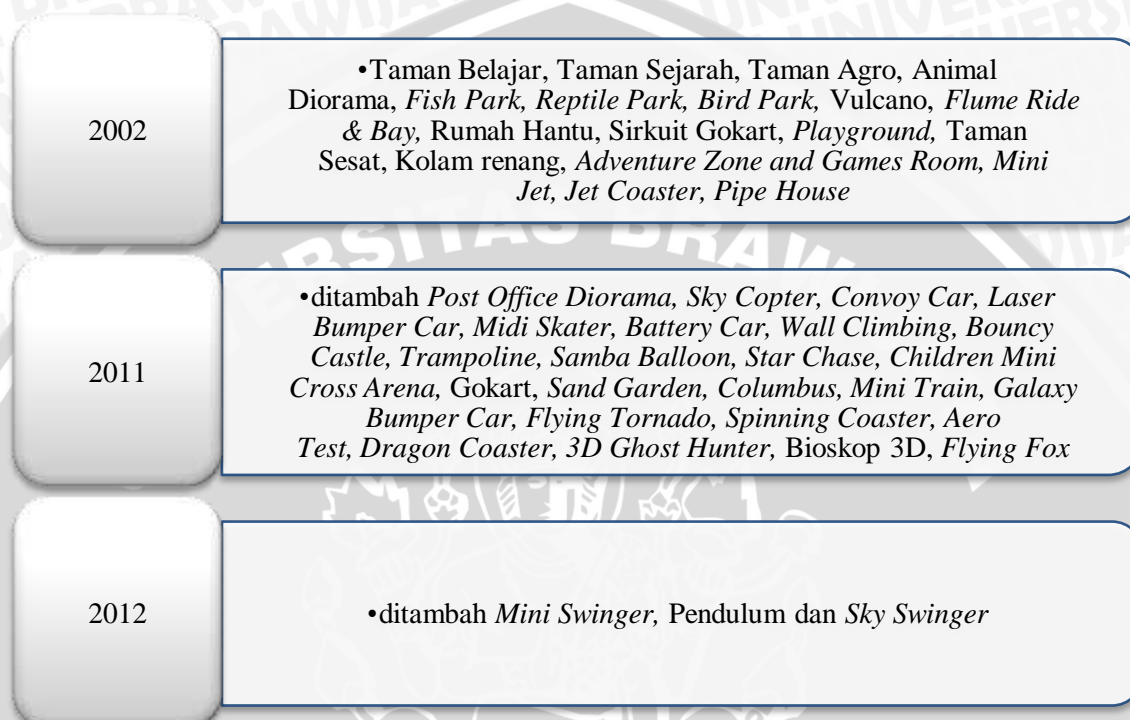 2002
•Taman Belajar, Taman Sejarah, Taman Agro, Animal
Diorama, Fish Park, Reptile Park, Bird Park, Vulcano, Flume Ride
& Bay, Rumah Hantu, Sirkuit Gokart, Playground, Taman
Sesat, Kolam renang, Adventure Zone and Games Room, Mini
Jet, Jet Coaster, Pipe House
2011
•ditambah Post Office Diorama, Sky Copter, Convoy Car, Laser
Bumper Car, Midi Skater, Battery Car, Wall Climbing, Bouncy
Castle, Trampoline, Samba Balloon, Star Chase, Children Mini
Cross Arena, Gokart, Sand Garden, Columbus, Mini Train, Galaxy
Bumper Car, Flying Tornado, Spinning Coaster, Aero
Test, Dragon Coaster, 3D Ghost Hunter, Bioskop 3D, Flying Fox
2012
•ditambah Mini Swinger, Pendulum dan Sky Swinger